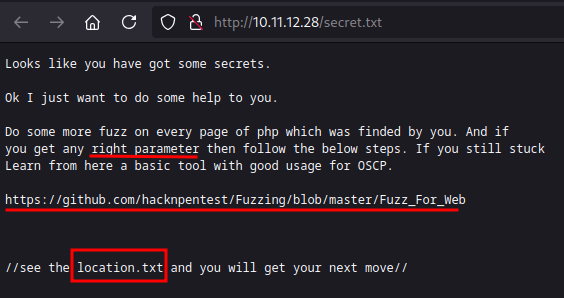 http://10.11.12.28/secret.txt
Looks like you have got some secrets.
Ok I just want to do some help to you.
Do some more fuzz on every page of php which was finded by you. And if
you get any right parameter then follow the below steps. If you still stuck
Learn from here a basic tool with good usage for OSCP.
https://github.com/hacknpentest/Fuzzing/blob/master/Fuzz_For_Web
//see the location.txt and you will get your next move//